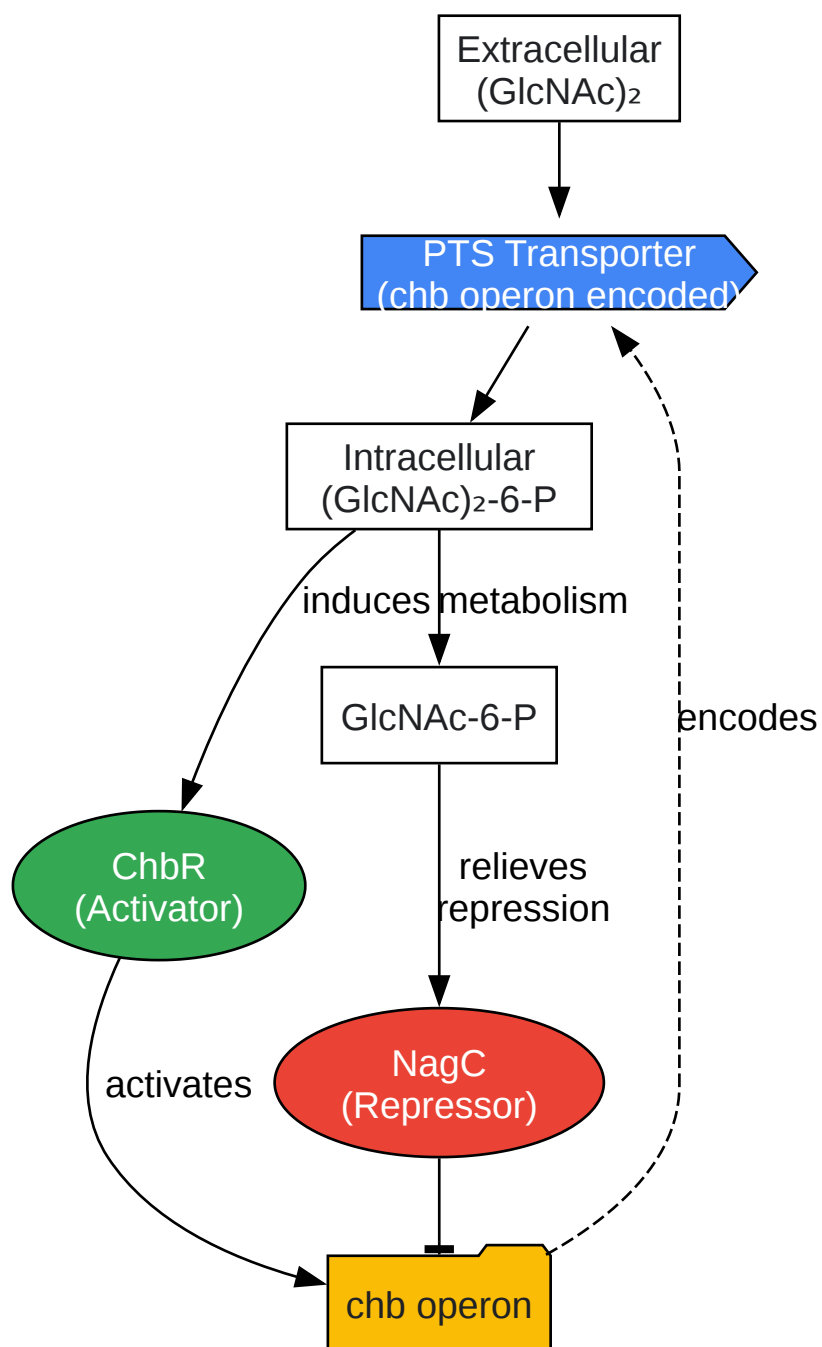 Extracellular
(GlcNAc)₂
PTS Transporter
(chb operon encoded)
Intracellular
(GlcNAc)₂-6-P
induces
metabolism
GlcNAc-6-P
encodes
ChbR
(Activator)
relieves
repression
NagC
(Repressor)
activates
chb operon